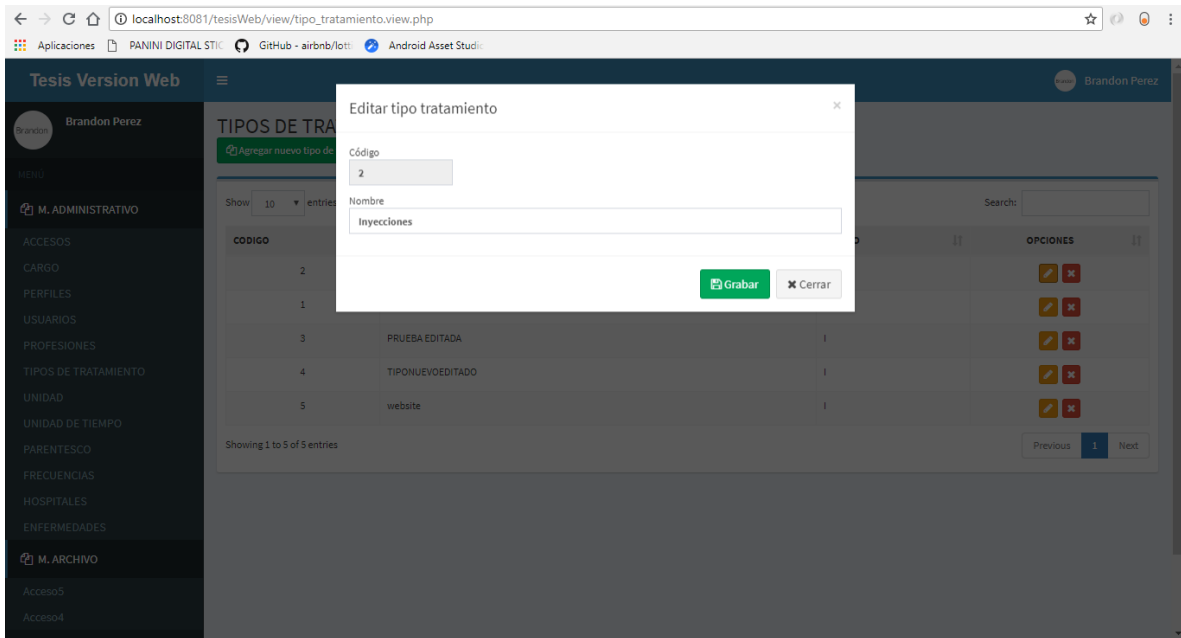 localhost:8081/tesisWeb/view/tipo_tratamiento.view.php
Aplicaciones PANINI DIGITAL STIC GitHub - airbnb/lotti Android Asset Studic
Tesis Version Web
Brandon Perez
Brandon
Brandon Perez
MENÚ
M. ADMINISTRATIVO
ACCESOS
CARGO
PERFILES
USUARIOS
PROFESIONES
TIPOS DE TRATAMIENTO
UNIDAD
UNIDAD DE TIEMPO
PARENTESCO
FRECUENCIAS
HOSPITALES
ENFERMEDADES
M. ARCHIVO
Acceso5
Acceso4
TIPOS DE TRA
Agregar nuevo tipo de
Show 10 entries
Search:
CODIGO O OPCIONES
2
1
3 PRUEBA EDITADA I
4 TIPONUEVOEDITADO I
5 website I
Showing 1 to 5 of 5 entries
Previous 1 Next
Editar tipo tratamiento ×
Código
2
Nombre
Inyecciones
Grabar Cerrar